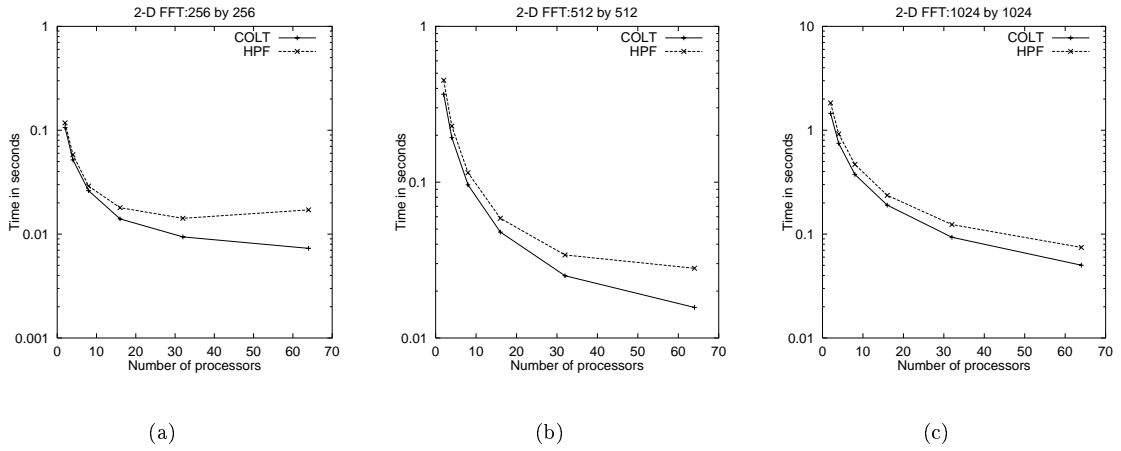 2-D FFT:256 by 256
COLT
HPF
1
0.1
0.01
0.001
Time in seconds
0 10 20 30 40 50 60 70
Number of processors
(a)
2-D FFT:512 by 512
COLT
HPF
1
0.1
0.01
Time in seconds
0 10 20 30 40 50 60 70
Number of processors
(b)
2-D FFT:1024 by 1024
COLT
HPF
10
1
0.1
0.01
Time in seconds
0 10 20 30 40 50 60 70
Number of processors
(c)